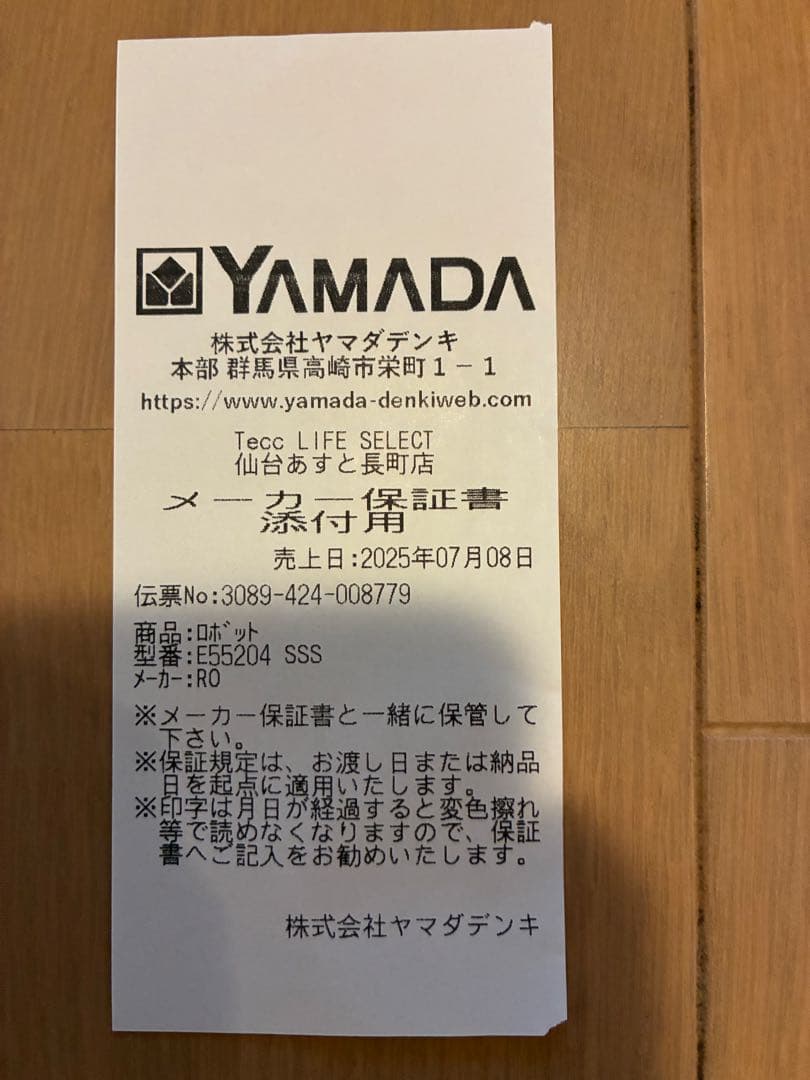 YAMADA
株式会社ヤマダデンキ
本部 群馬県高崎市栄町1-1
https://www.yamada-denkiweb.com
Tecc LIFE SELECT
仙台あすと長町店
メーカー保証書
添付用
売上日:2025年07月08日
伝票No:3089-424-008779
商品:ﾛﾎﾞｯﾄ
型番:E55204 SSS
ﾒｰｶｰ:RO
※メーカー保証書と一緒に保管して
下さい。
※保証規定は、お渡し日または納品
日を起点に適用いたします。
※印字は月日が経過すると変色擦れ
等で読めなくなりますので、保証
書へご記入をお勧めいたします。
株式会社ヤマダデンキ